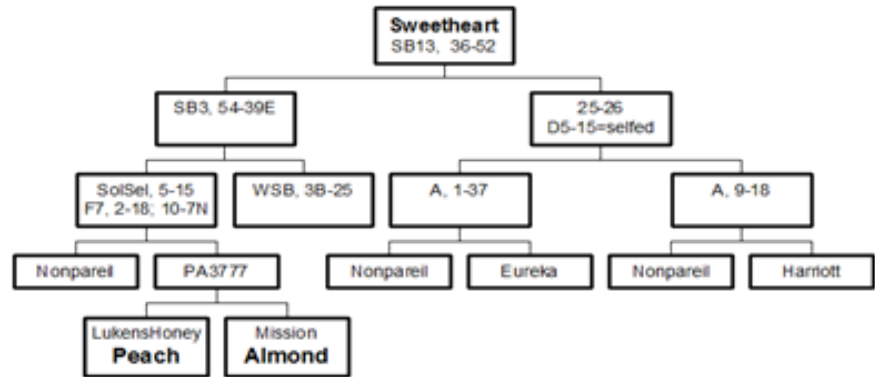 Sweetheart
SB13, 36-52
SB3, 54-39E
25-26
D5-15=selfed
SolSel, 5-15
F7, 2-18; 10-7N
WSB, 3B-25
A, 1-37
A, 9-18
Nonpareil
PA3777
Nonpareil
Eureka
Nonpareil
Harriott
LukensHoney
Peach
Mission
Almond